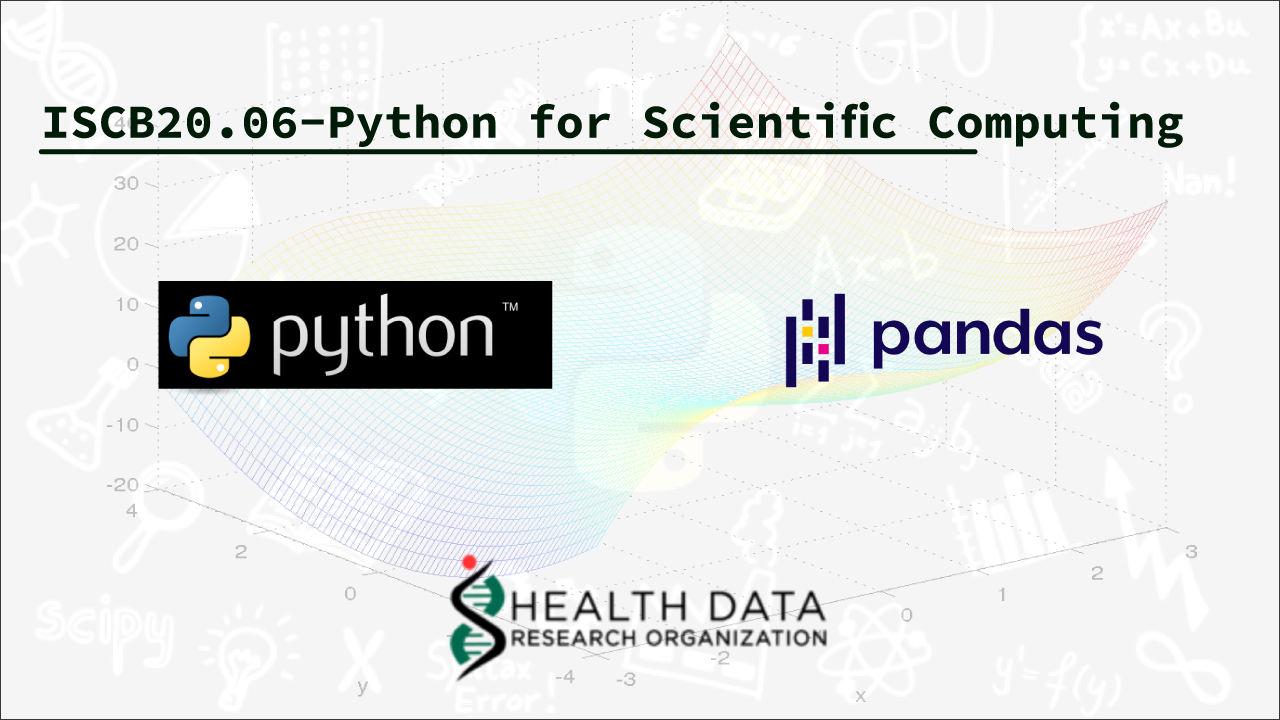 E=
GPU
x'=Ax+Bu
y=Cx+Du
π
ISCB20.06-Python for Scientific Computing
40
numpy
30
Nan!
20
Ax=b
10
python™
pandas
0
?
-10
-20
4
2
0
3
2
1
0
-2
-4
-3
Scipy
X
Syntax
Error!
HEALTH DATA
RESEARCH ORGANIZATION
y'=f(y)
y
x